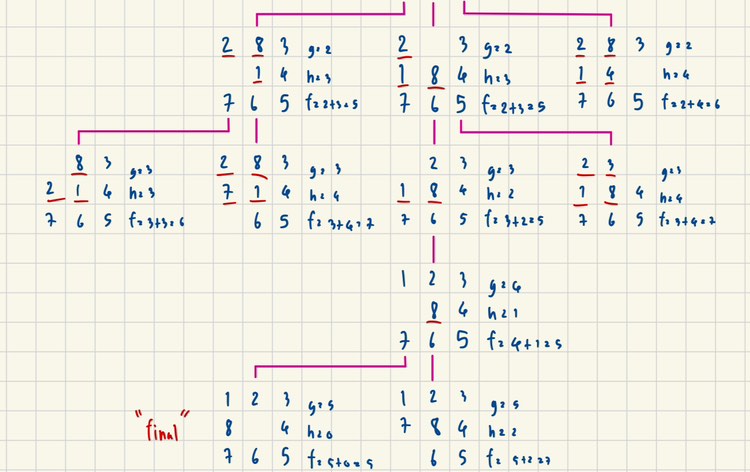 2 8 3 g=2
1 4 h=3
7 6 5 f=2+3=5
2 3 g=2
1 8 4 h=3
7 6 5 f=2+3=5
2 8 3 g=2
1 4 h=4
7 6 5 f=2+4=6
8 3 g=3
2 1 4 h=3
7 6 5 f=3+3=6
2 8 3 g=3
7 1 4 h=4
6 5 f=3+4=7
2 3 g=3
1 8 4 h=2
7 6 5 f=3+2=5
2 3 g=3
1 8 4 h=4
7 6 5 f=3+4=7
1 2 3 g=4
8 4 h=1
7 6 5 f=4+1=5
"final"
1 2 3 g=5
8 4 h=0
7 6 5 f=5+0=5
1 2 3 g=5
7 8 4 h=2
6 5 f=5+2=7